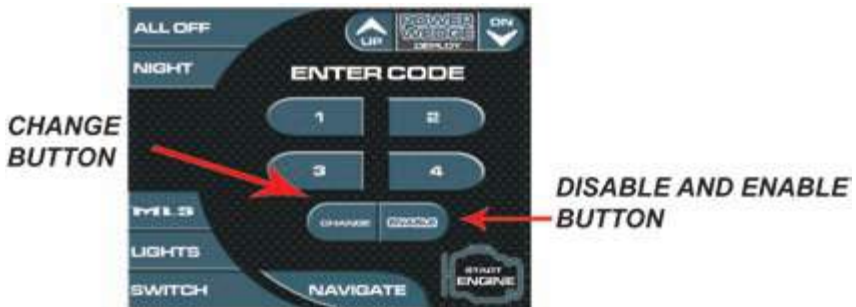 ALL OFF
UP
POWER
WEDGE
DEPLOY
ON
NIGHT
ENTER CODE
1
2
CHANGE
BUTTON
3
4
DISABLE AND ENABLE
BUTTON
MLS
CHANGE
ENABLE
LIGHTS
START
ENGINE
SWITCH
NAVIGATE